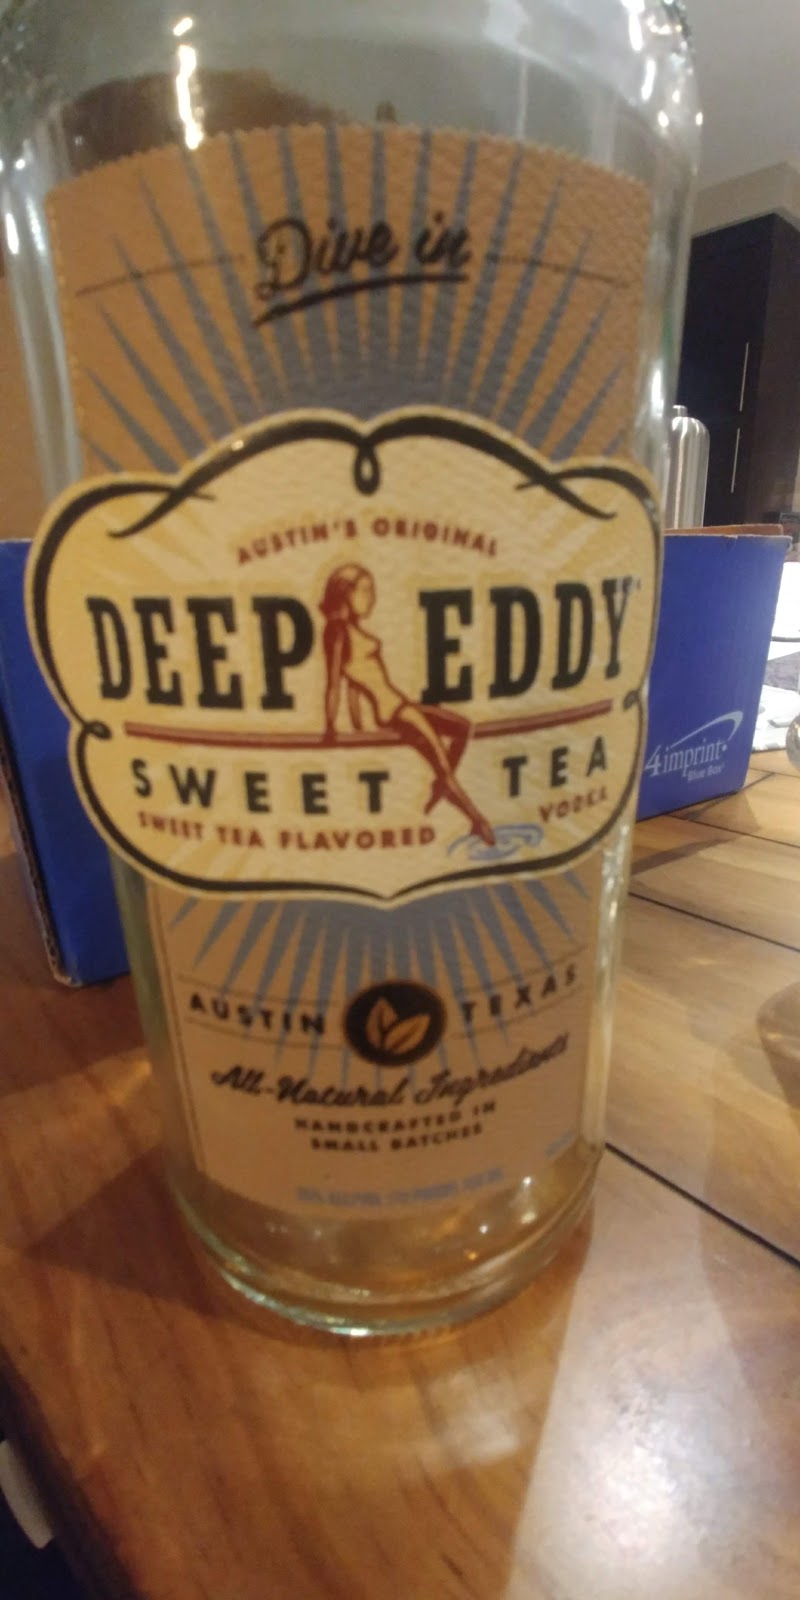 Dive in
AUSTIN'S ORIGINAL
DEEP EDDY
SWEET TEA
SWEET TEA FLAVORED VODKA
AUSTIN TEXAS
All-Natural Ingredients
HANDCRAFTED IN
SMALL BATCHES
4imprint
Blue Box